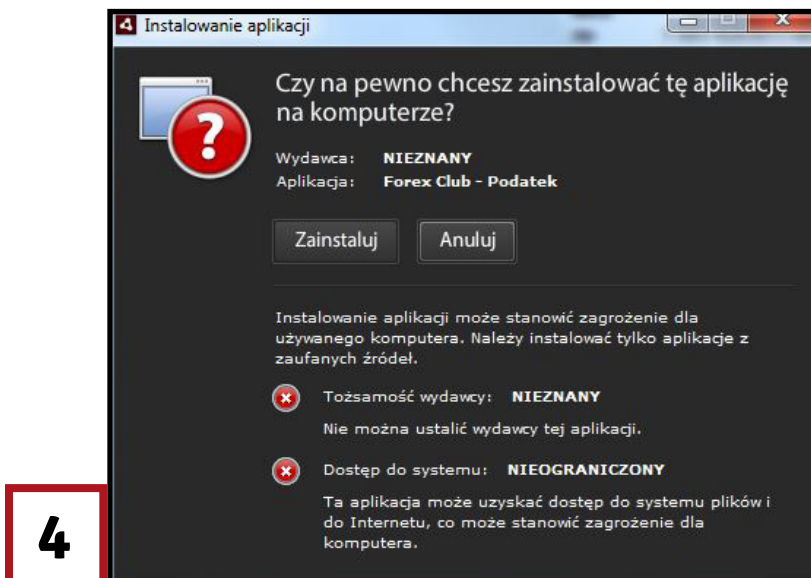 Instalowanie aplikacji
Czy na pewno chcesz zainstalować tę aplikację
na komputerze?
Wydawca: NIEZNANY
Aplikacja: Forex Club - Podatek
Zainstaluj Anuluj
Instalowanie aplikacji może stanowić zagrożenie dla
używanego komputera. Należy instalować tylko aplikacje z
zaufanych źródeł.
Tożsamość wydawcy: NIEZNANY
Nie można ustalić wydawcy tej aplikacji.
Dostęp do systemu: NIEOGRANICZONY
Ta aplikacja może uzyskać dostęp do systemu plików i
do Internetu, co może stanowić zagrożenie dla
komputera.
4